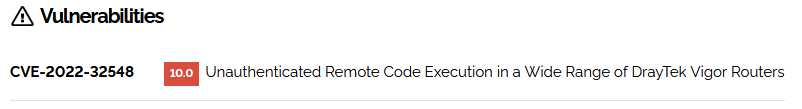 Vulnerabilities
CVE-2022-32548 10.0 Unauthenticated Remote Code Execution in a Wide Range of DrayTek Vigor Routers